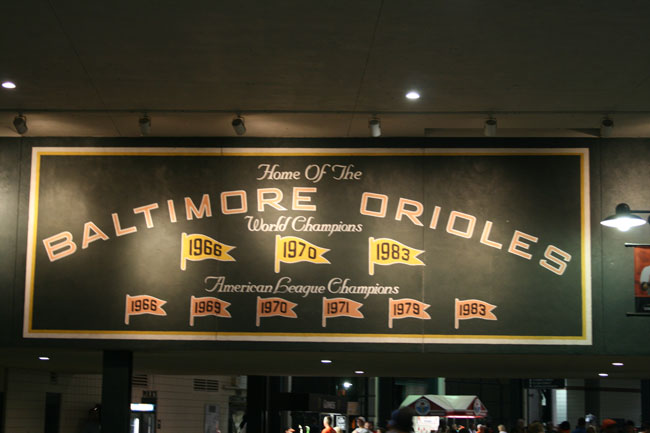 Home Of The
BALTIMORE ORIOLES
World Champions
1966 1970 1983
American League Champions
1966 1969 1970 1971 1979 1983